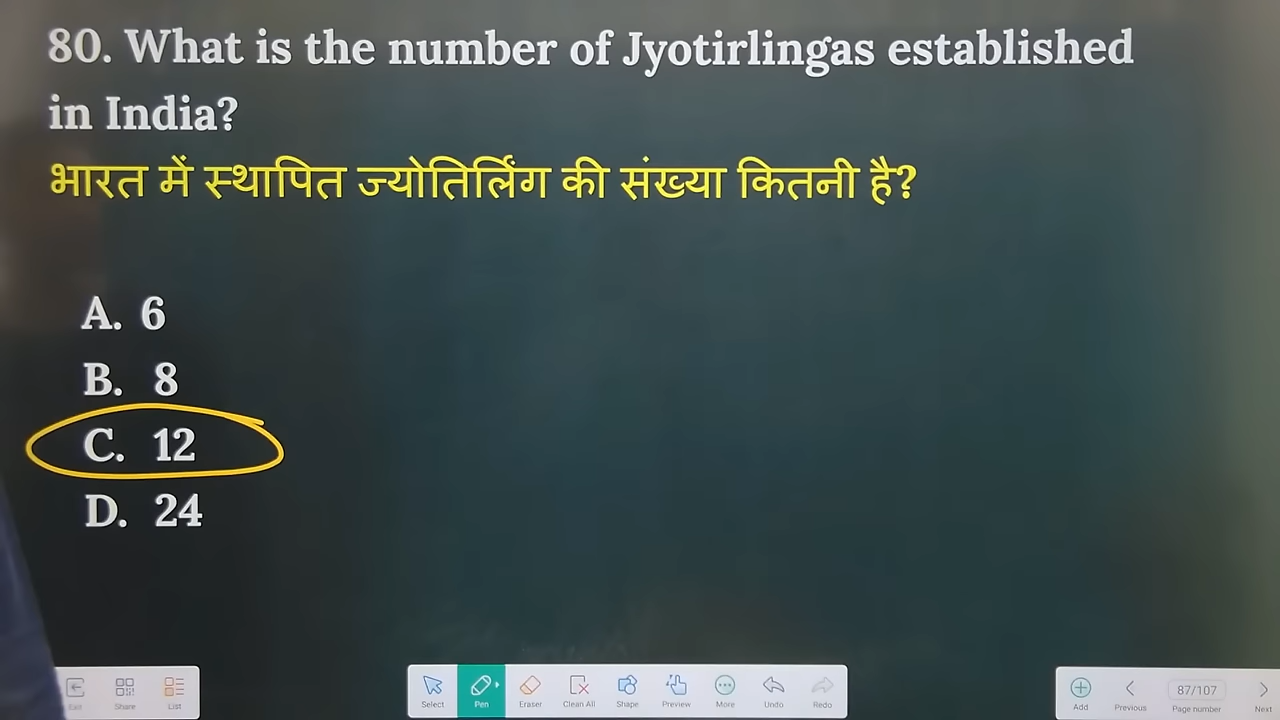 80. What is the number of Jyotirlingas established
in India?
भारत में स्थापित ज्योतिर्लिंग की संख्या कितनी है?
A. 6
B. 8
C. 12
D. 24
Exit
Share
List
Select
Pen
Eraser
Clean All
Shape
Preview
More
Undo
Redo
Add
Previous
87/107
Page number
Next